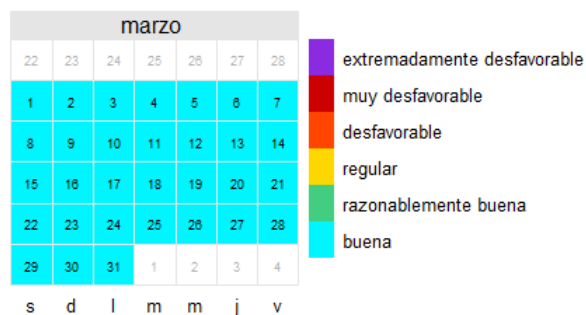 marzo
22 23 24 25 26 27 28
1 2 3 4 5 6 7
8 9 10 11 12 13 14
15 16 17 18 19 20 21
22 23 24 25 26 27 28
29 30 31 1 2 3 4
s d l m m j v
extremadamente desfavorable
muy desfavorable
desfavorable
regular
razonablemente buena
buena